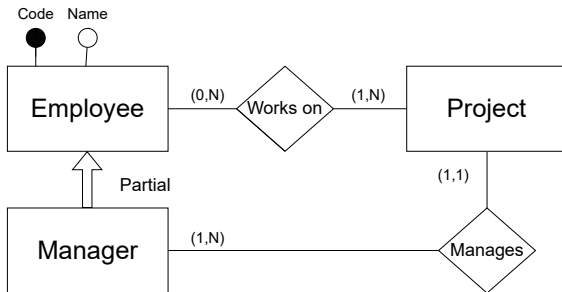 Code Name
Employee
(0,N)
Works on
(1,N)
Project
Partial
(1,1)
Manager
(1,N)
Manages